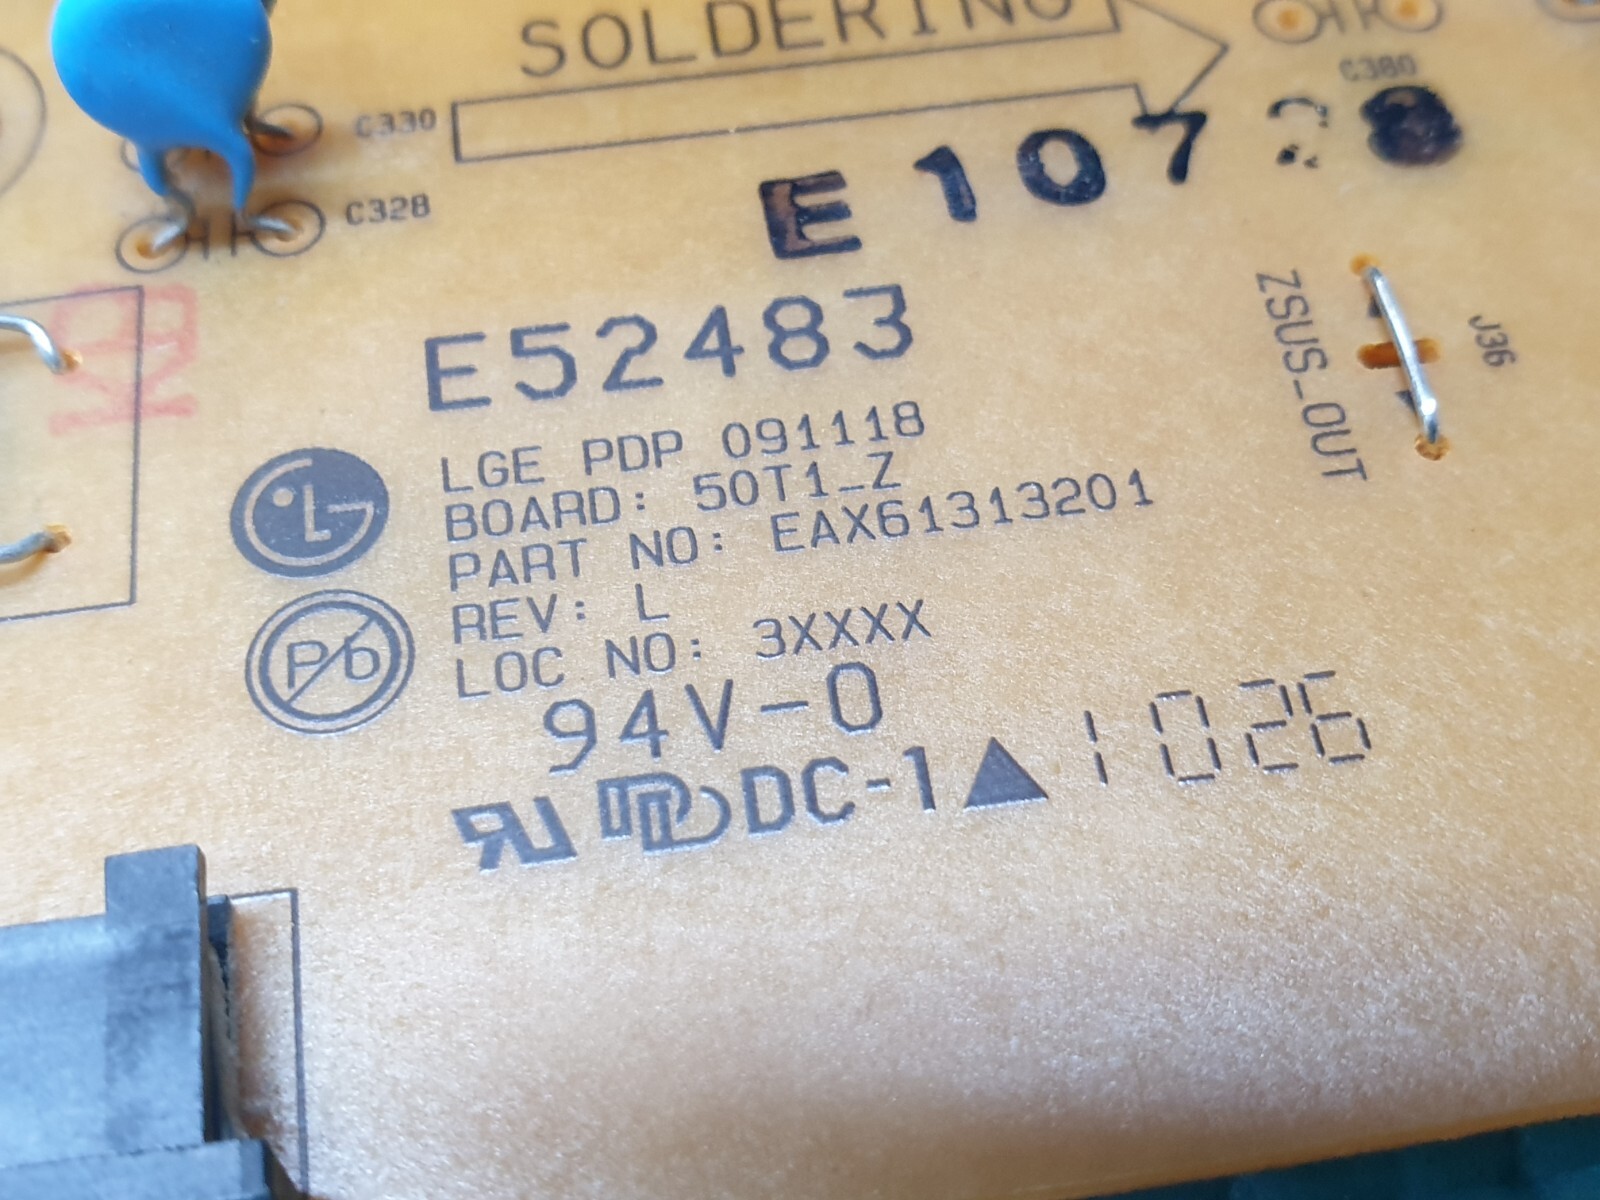 SOLDERING
C380
C330
E107
C328
E52483
ZSUS_OUT
J36
LGE PDP 091118
BOARD: 50T1_Z
PART NO: EAX61313201
REV: L
LOC NO: 3XXXX
Pb
94V-0
DC-1 1026